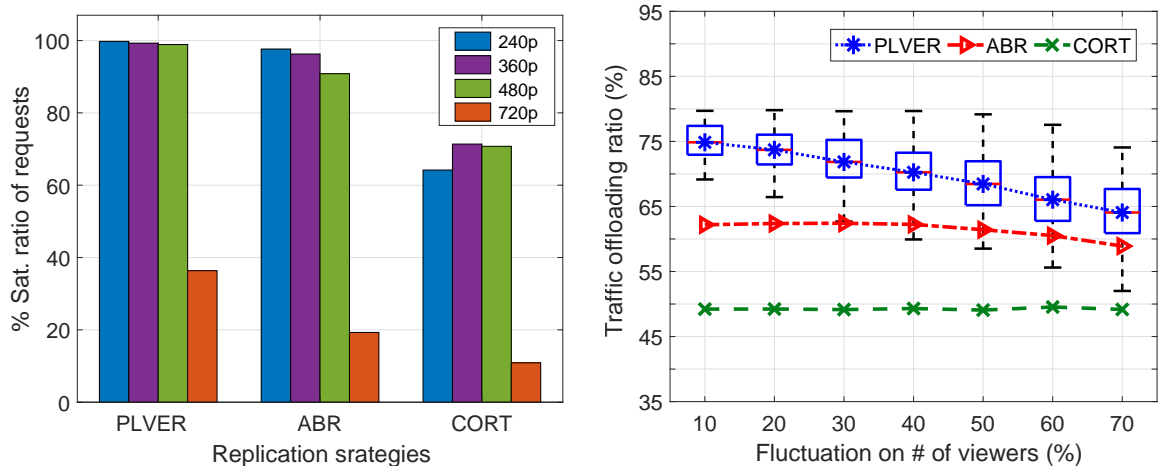 % Sat. ratio of requests
100
80
60
40
20
0
240p
360p
480p
720p
PLVER ABR CORT
Replication srategies
Traffic offloading ratio (%)
95
85
75
65
55
45
35
PLVER ABR CORT
10 20 30 40 50 60 70
Fluctuation on # of viewers (%)